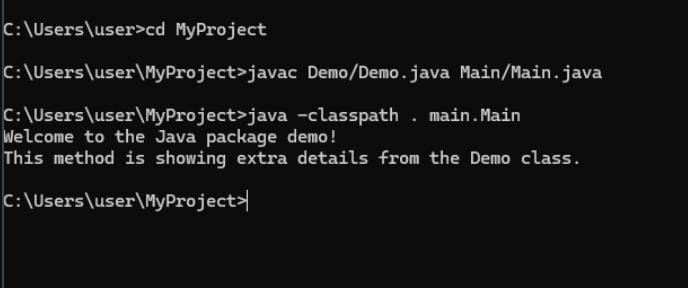 C:\Users\user>cd MyProject
C:\Users\user\MyProject>javac Demo/Demo.java Main/Main.java
C:\Users\user\MyProject>java -classpath . main.Main
Welcome to the Java package demo!
This method is showing extra details from the Demo class.
C:\Users\user\MyProject>